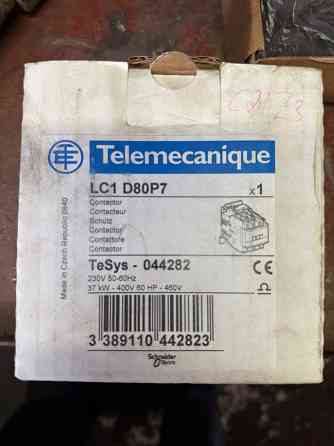 Telemecanique
LC1 D80P7 x1
Contactor
Contacteur
Schütz
Contactor
Contattore
Contactor
TeSys - 044282
230V 50-60Hz
37 kW - 400V 60 HP - 460V
3 389110 442823
Schneider
Electric
Made in Czech Republic
CE